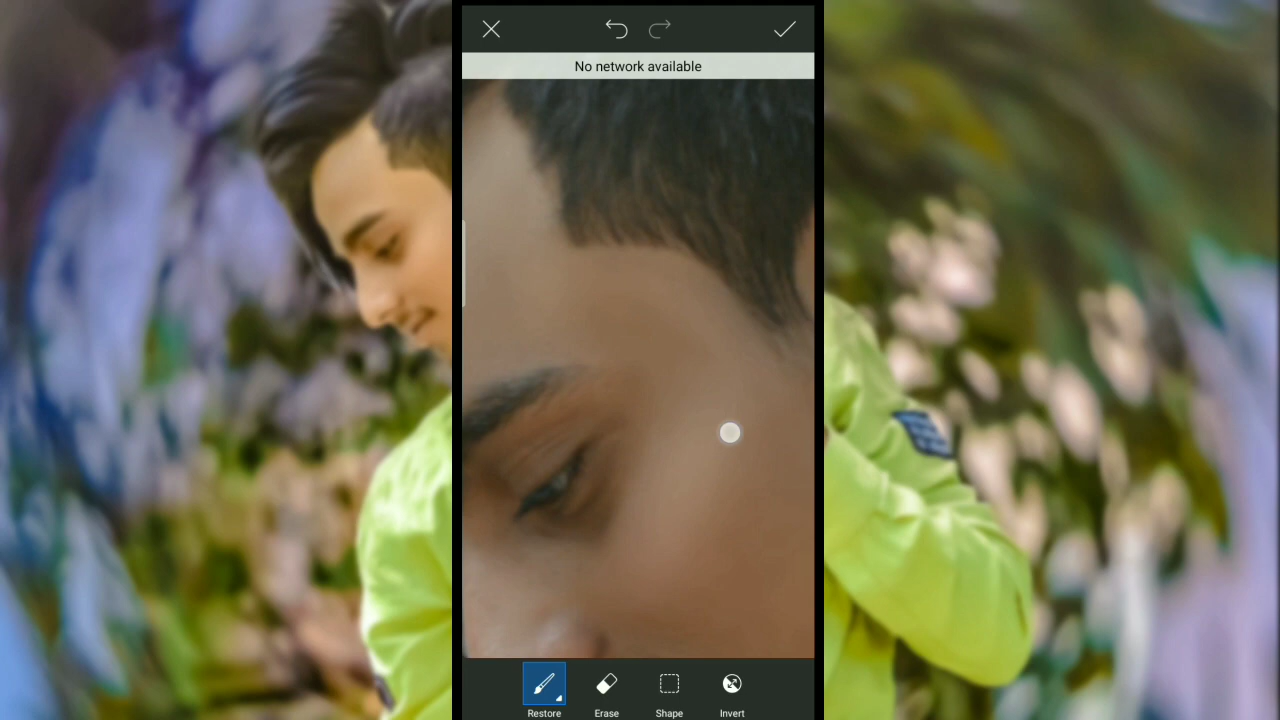 No network available
Restore
Erase
Shape
Invert